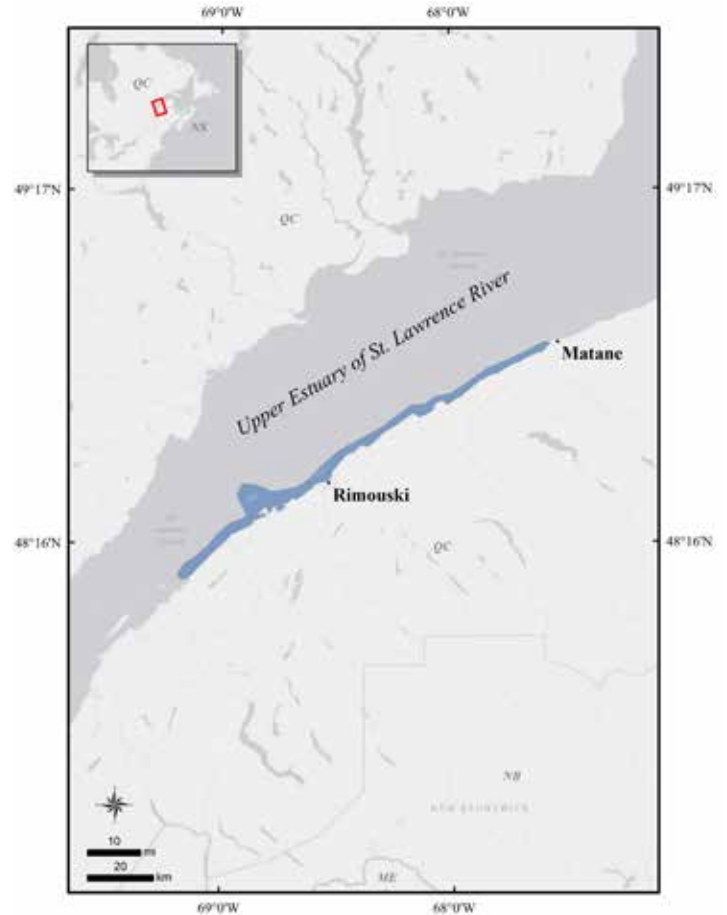 69°0'W
68°0'W
QC
NS
49°17'N
49°17'N
QC
Upper Estuary of St. Lawrence River
Matane
Rimouski
48°16'N
48°16'N
QC
NB
NEW BRUNSWICK
10
mi
20
km
ME
69°0'W
68°0'W